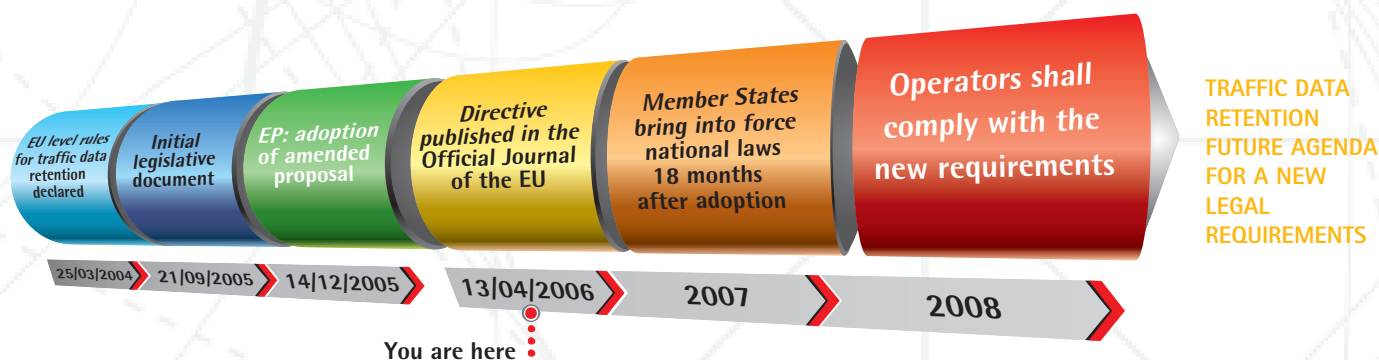 EU level rules
for traffic data
retention
declared
Initial
legislative
document
EP: adoption
of amended
proposal
Directive
published in the
Official Journal
of the EU
Member States
bring into force
national laws
18 months
after adoption
Operators shall
comply with the
new requirements
TRAFFIC DATA
RETENTION
FUTURE AGENDA
FOR A NEW
LEGAL
REQUIREMENTS
25/03/2004
21/09/2005
14/12/2005
13/04/2006
2007
2008
You are here